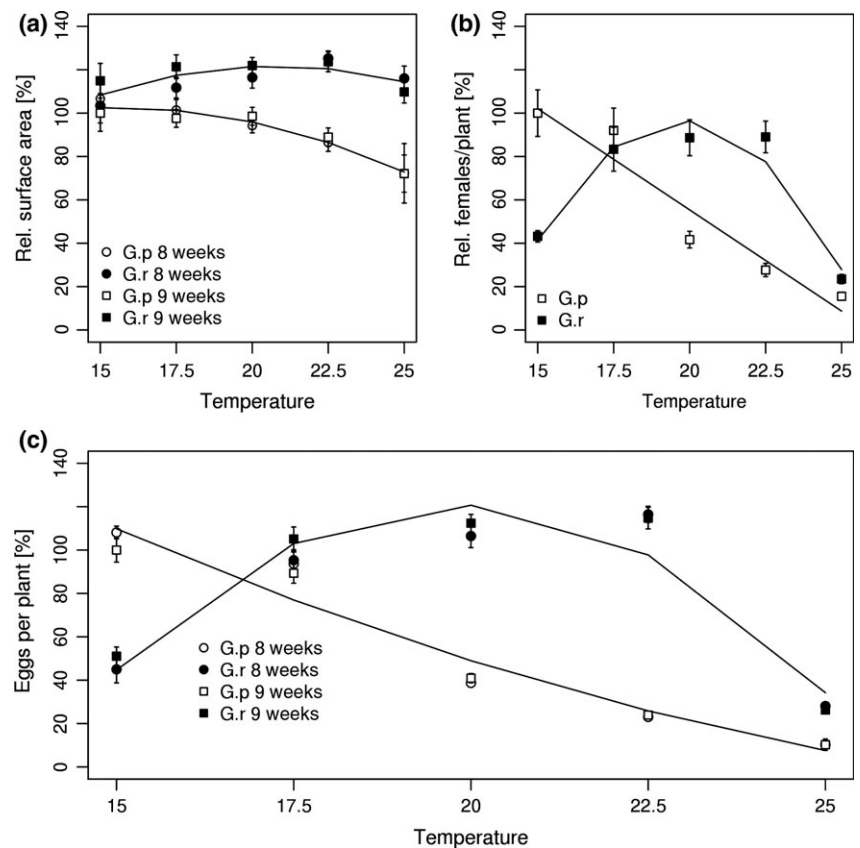 (a)
Rel. surface area [%]
140
100
80
60
40
20
0
G.p 8 weeks
G.r 8 weeks
G.p 9 weeks
G.r 9 weeks
15 17.5 20 22.5 25
Temperature
(b)
Rel. females/plant [%]
140
100
80
60
40
20
0
G.p
G.r
15 17.5 20 22.5 25
Temperature
(c)
Eggs per plant [%]
140
100
80
60
40
20
0
G.p 8 weeks
G.r 8 weeks
G.p 9 weeks
G.r 9 weeks
15 17.5 20 22.5 25
Temperature